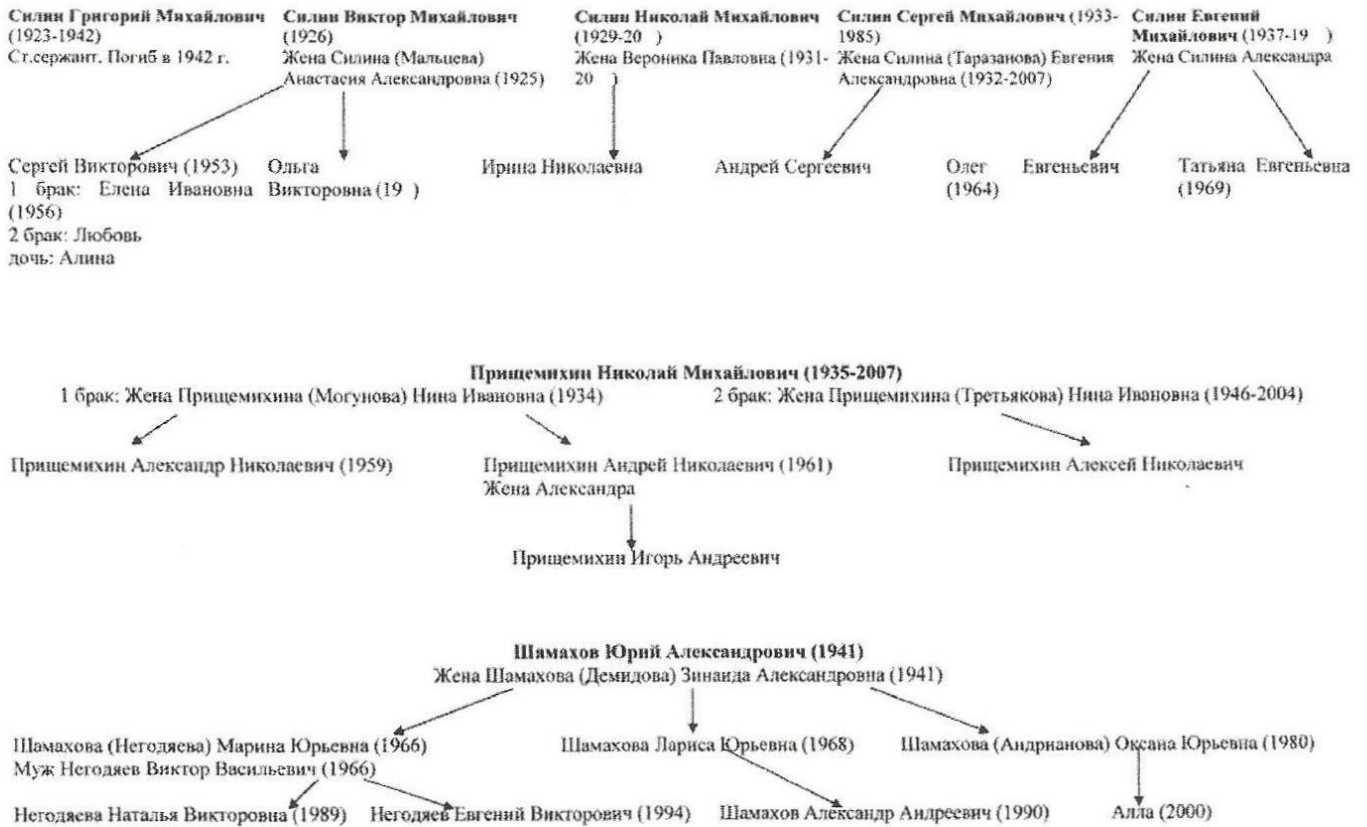 Силин Григорий Михайлович
(1923-1942)
Ст.сержант. Погиб в 1942 г.
Силин Виктор Михайлович
(1926)
Жена Силина (Мальцева)
Анастасия Александровна (1925)
Силин Николай Михайлович
(1929-20 )
Жена Вероника Павловна (1931-
20 )
Силин Сергей Михайлович (1933-
1985)
Жена Силина (Таразанова) Евгения
Александровна (1932-2007)
Силин Евгений
Михайлович (1937-19 )
Жена Силина Александра
Сергей Викторович (1953)
1 брак: Елена Ивановна
(1956)
2 брак: Любовь
дочь: Алина
Ольга
Викторовна (19 )
Ирина Николаевна
Андрей Сергеевич
Олег Евгеньевич
(1964)
Татьяна Евгеньевна
(1969)
Прищемихин Николай Михайлович (1935-2007)
1 брак: Жена Прищемихина (Могунова) Нина Ивановна (1934)
2 брак: Жена Прищемихина (Третьякова) Нина Ивановна (1946-2004)
Прищемихин Александр Николаевич (1959)
Прищемихин Андрей Николаевич (1961)
Жена Александра
Прищемихин Алексей Николаевич
Прищемихин Игорь Андреевич
Шамахов Юрий Александрович (1941)
Жена Шамахова (Демидова) Зинаида Александровна (1941)
Шамахова (Негодяева) Марина Юрьевна (1966)
Муж Негодяев Виктор Васильевич (1966)
Шамахова Лариса Юрьевна (1968)
Шамахова (Андрианова) Оксана Юрьевна (1980)
Негодяева Наталья Викторовна (1989)
Негодяев Евгений Викторович (1994)
Шамахов Александр Андреевич (1990)
Алла (2000)